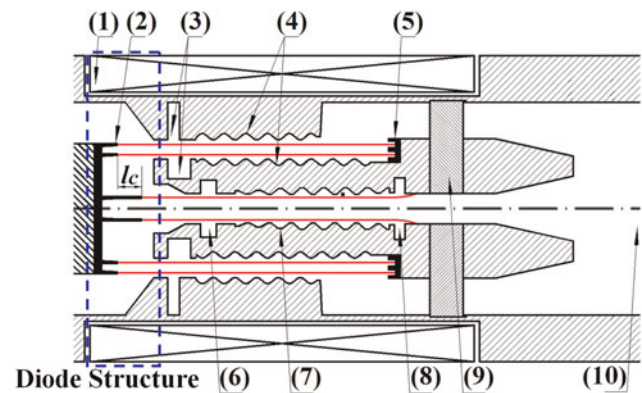 (1) (2) (3) (4) (5)
lc
Diode Structure (6) (7) (8) (9) (10)